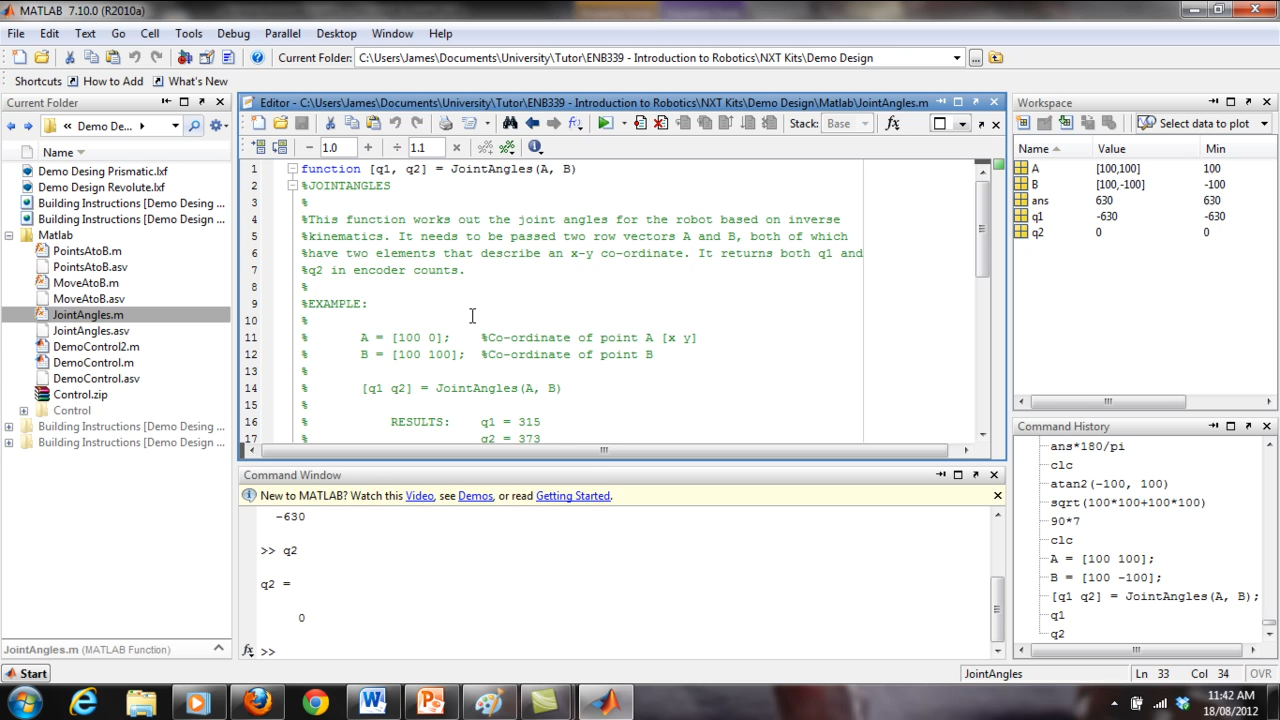 MATLAB 7.10.0 (R2010a)
File Edit Text Go Cell Tools Debug Parallel Desktop Window Help
Current Folder: C:\Users\James\Documents\University\Tutor\ENB339 - Introduction to Robotics\NXT Kits\Demo Design
Shortcuts How to Add What's New
Current Folder
« Demo De...
Name
Demo Desing Prismatic.lxf
Demo Design Revolute.lxf
Building Instructions [Demo Desing
Building Instructions [Demo Design
Matlab
PointsAtoB.m
PointsAtoB.asv
MoveAtoB.m
MoveAtoB.asv
JointAngles.m
JointAngles.asv
DemoControl2.m
DemoControl.m
DemoControl.asv
Control.zip
Control
Building Instructions [Demo Desing
Building Instructions [Demo Design
JointAngles.m (MATLAB Function)
Start
Editor - C:\Users\James\Documents\University\Tutor\ENB339 - Introduction to Robotics\NXT Kits\Demo Design\Matlab\JointAngles.m
Stack: Base
1.0 1.1
1 function [q1, q2] = JointAngles(A, B)
2 %JOINTANGLES
3 %
4 %This function works out the joint angles for the robot based on inverse
5 %kinematics. It needs to be passed two row vectors A and B, both of which
6 %have two elements that describe an x-y co-ordinate. It returns both q1 and
7 %q2 in encoder counts.
8 %
9 %EXAMPLE:
10 %
11 % A = [100 0]; %Co-ordinate of point A [x y]
12 % B = [100 100]; %Co-ordinate of point B
13 %
14 % [q1 q2] = JointAngles(A, B)
15 %
16 % RESULTS: q1 = 315
17 % q2 = 373
Command Window
New to MATLAB? Watch this Video, see Demos, or read Getting Started.
-630
>> q2
q2 =
0
>>
Workspace
Select data to plot
Name Value Min
A [100,100] 100
B [100,-100] -100
ans 630 630
q1 -630 -630
q2 0 0
Command History
ans*180/pi
clc
atan2(-100, 100)
sqrt(100*100+100*100)
90*7
clc
A = [100 100];
B = [100 -100];
[q1 q2] = JointAngles(A, B);
q1
q2
JointAngles Ln 33 Col 34 OVR
11:42 AM
18/08/2012